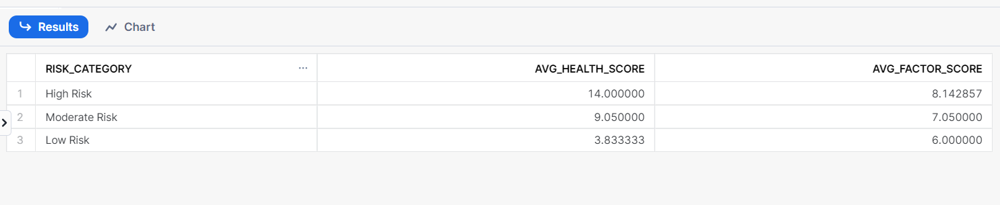 Results Chart
RISK_CATEGORY ... AVG_HEALTH_SCORE AVG_FACTOR_SCORE
1 High Risk 14.000000 8.142857
2 Moderate Risk 9.050000 7.050000
3 Low Risk 3.833333 6.000000